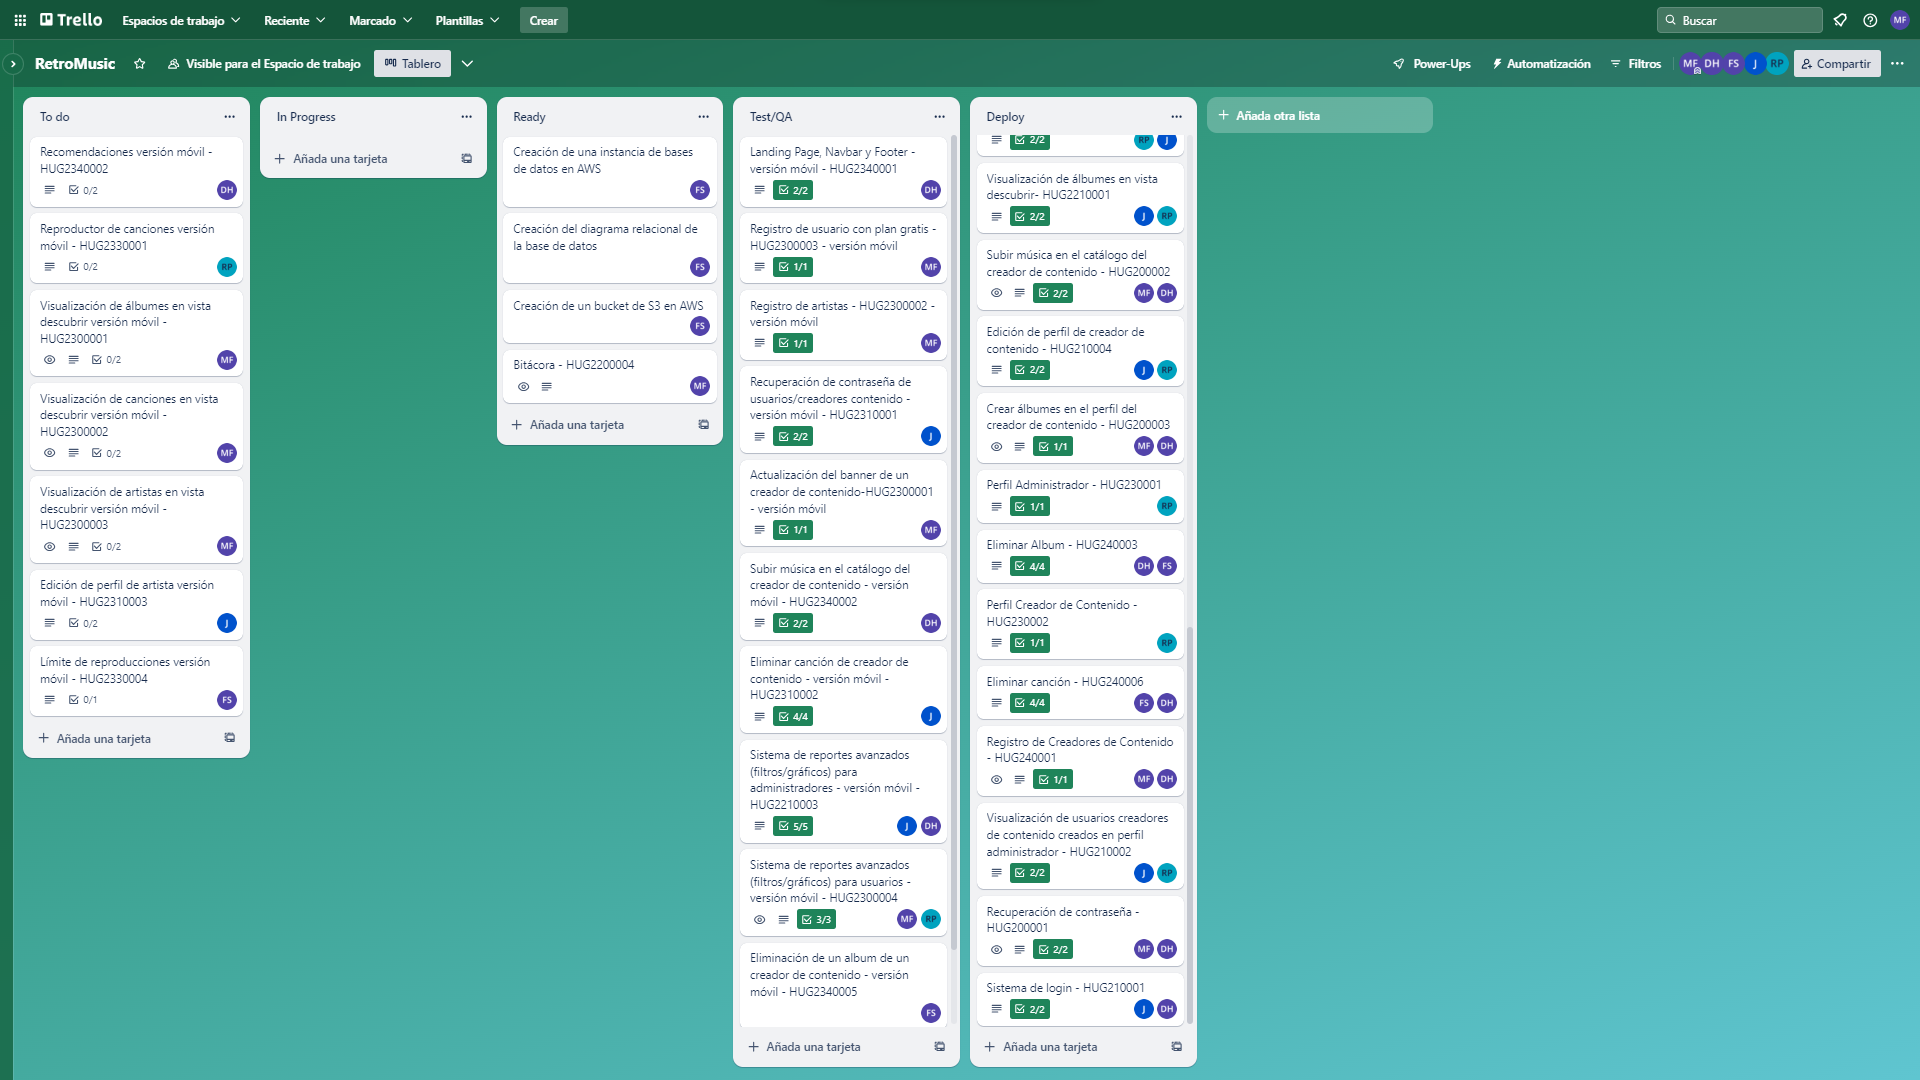 Trello
Espacios de trabajo
Reciente
Marcado
Plantillas
Crear
Buscar
MF
RetroMusic
Visible para el Espacio de trabajo
Tablero
Power-Ups
Automatización
Filtros
MF
DH
FS
J
RP
Compartir
To do
Recomendaciones versión móvil -
HUG2340002
0/2
DH
Reproductor de canciones versión
móvil - HUG2330001
0/2
RP
Visualización de álbumes en vista
descubrir versión móvil -
HUG2300001
0/2
MF
Visualización de canciones en vista
descubrir versión móvil -
HUG2300002
0/2
MF
Visualización de artistas en vista
descubrir versión móvil -
HUG2300003
0/2
MF
Edición de perfil de artista versión
móvil - HUG2310003
0/2
J
Límite de reproducciones versión
móvil - HUG2330004
0/1
FS
Añada una tarjeta
In Progress
Añada una tarjeta
Ready
Creación de una instancia de bases
de datos en AWS
FS
Creación del diagrama relacional de
la base de datos
FS
Creación de un bucket de S3 en AWS
FS
Bitácora - HUG2200004
MF
Añada una tarjeta
Test/QA
Landing Page, Navbar y Footer -
versión móvil - HUG2340001
2/2
DH
Registro de usuario con plan gratis -
HUG2300003 - versión móvil
1/1
MF
Registro de artistas - HUG2300002 -
versión móvil
1/1
MF
Recuperación de contraseña de
usuarios/creadores contenido -
versión móvil - HUG2310001
2/2
J
Actualización del banner de un
creador de contenido-HUG2300001
- versión móvil
1/1
MF
Subir música en el catálogo del
creador de contenido - versión
móvil - HUG2340002
2/2
DH
Eliminar canción de creador de
contenido - versión móvil -
HUG2310002
4/4
J
Sistema de reportes avanzados
(filtros/gráficos) para
administradores - versión móvil -
HUG2210003
5/5
J
DH
Sistema de reportes avanzados
(filtros/gráficos) para usuarios -
versión móvil - HUG2300004
3/3
MF
RP
Eliminación de un album de un
creador de contenido - versión
móvil - HUG2340005
FS
Añada una tarjeta
Deploy
2/2
RP
J
Visualización de álbumes en vista
descubrir- HUG2210001
2/2
J
RP
Subir música en el catálogo del
creador de contenido - HUG200002
2/2
MF
DH
Edición de perfil de creador de
contenido - HUG210004
2/2
J
RP
Crear álbumes en el perfil del
creador de contenido - HUG200003
1/1
MF
DH
Perfil Administrador - HUG230001
1/1
RP
Eliminar Album - HUG240003
4/4
DH
FS
Perfil Creador de Contenido -
HUG230002
1/1
RP
Eliminar canción - HUG240006
4/4
FS
DH
Registro de Creadores de Contenido
- HUG240001
1/1
MF
DH
Visualización de usuarios creadores
de contenido creados en perfil
administrador - HUG210002
2/2
J
RP
Recuperación de contraseña -
HUG200001
2/2
MF
DH
Sistema de login - HUG210001
2/2
J
DH
Añada una tarjeta
Añada otra lista